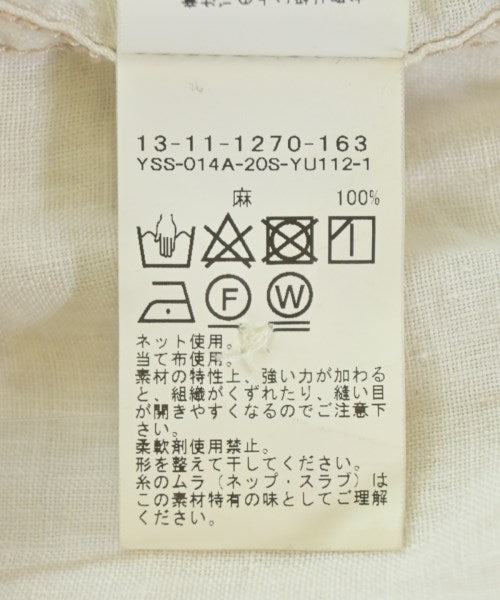 13-11-1270-163
YSS-014A-20S-YU112-1
麻 100%
F W
ネット使用。
当て布使用。
素材の特性上、強い力が加わる
と、組織がくずれたり、縫い目
が開きやすくなるのでご注意下
さい。
柔軟剤使用禁止。
形を整えて干してください。
糸のムラ（ネップ・スラブ）は
この素材特有の味としてご理解
ください。